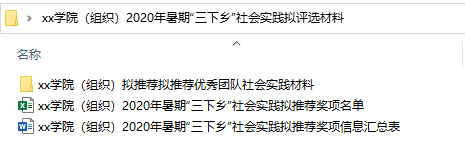 xx学院（组织）2020年暑期“三下乡”社会实践拟评选材料
名称
xx学院（组织）拟推荐拟推荐优秀团队社会实践材料
xx学院（组织）2020年暑期“三下乡”社会实践拟推荐奖项名单
xx学院（组织）2020年暑期“三下乡”社会实践拟推荐奖项信息汇总表